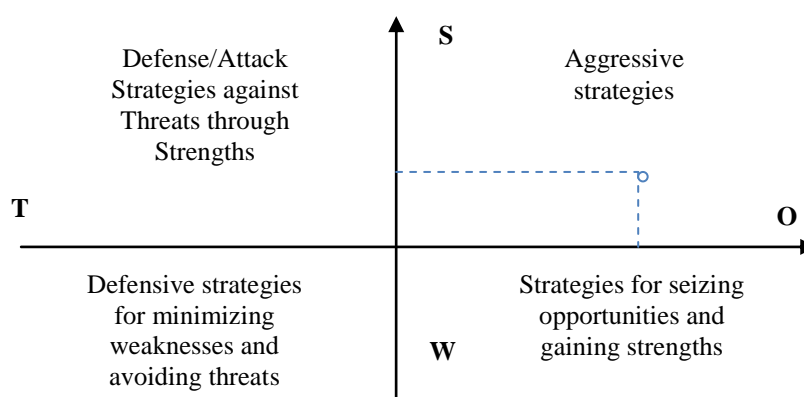 Defense/Attack
Strategies against
Threats through
Strengths
S
Aggressive
strategies
T
O
Defensive strategies
for minimizing
weaknesses and
avoiding threats
W
Strategies for seizing
opportunities and
gaining strengths